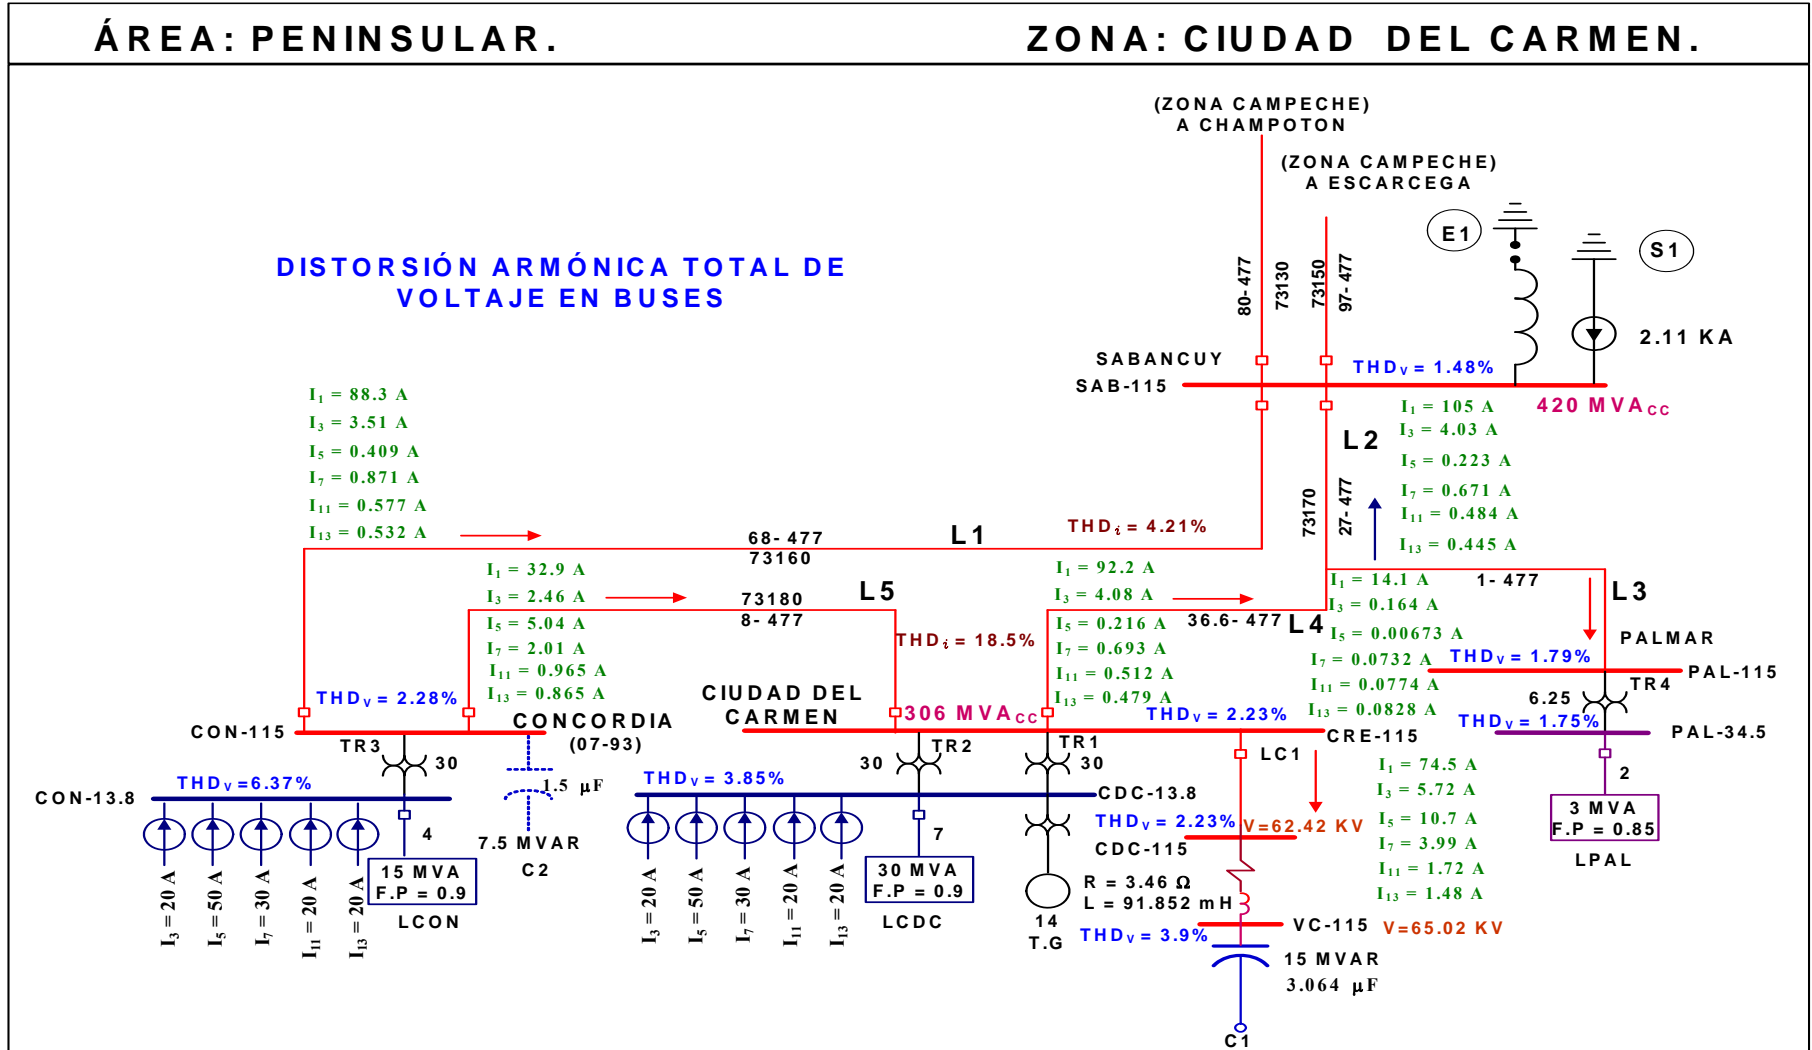 ÁREA: PENINSULAR.
ZONA: CIUDAD DEL CARMEN.
(ZONA CAMPECHE)
A CHAMPOTON
(ZONA CAMPECHE)
A ESCARCEGA
DISTORSIÓN ARMÓNICA TOTAL DE
VOLTAJE EN BUSES
80-477
73130
73150
97-477
E1
S1
2.11 KA
SABANCUY
SAB-115
THDV = 1.48%
420 MVACC
I1 = 88.3 A
I3 = 3.51 A
I5 = 0.409 A
I7 = 0.871 A
I11 = 0.577 A
I13 = 0.532 A
68-477
73160
L1
THDi = 4.21%
L2
73170
27-477
I1 = 105 A
I3 = 4.03 A
I5 = 0.223 A
I7 = 0.671 A
I11 = 0.484 A
I13 = 0.445 A
I1 = 32.9 A
I3 = 2.46 A
I5 = 5.04 A
I7 = 2.01 A
I11 = 0.965 A
I13 = 0.865 A
73180
8-477
L5
THDi = 18.5%
I1 = 92.2 A
I3 = 4.08 A
I5 = 0.216 A
I7 = 0.693 A
I11 = 0.512 A
I13 = 0.479 A
36.6-477
L4
1-477
L3
I1 = 14.1 A
I3 = 0.164 A
I5 = 0.00673 A
I7 = 0.0732 A
I11 = 0.0774 A
I13 = 0.0828 A
PALMAR
THDV = 1.79%
PAL-115
TR4
6.25
THDV = 1.75%
PAL-34.5
2
3 MVA
F.P = 0.85
LPAL
THDV = 2.28%
CON-115
CONCORDIA
(07-93)
TR3
30
CIUDAD DEL
CARMEN
306 MVACC
THDV = 2.23%
CRE-115
TR2
30
TR1
30
LC1
THDV = 6.37%
CON-13.8
1.5 µF
7.5 MVAR
C2
4
15 MVA
F.P = 0.9
LCON
I3 = 20 A
I5 = 50 A
I7 = 30 A
I11 = 20 A
I13 = 20 A
THDV = 3.85%
CDC-13.8
7
30 MVA
F.P = 0.9
LCDC
I3 = 20 A
I5 = 50 A
I7 = 30 A
I11 = 20 A
I13 = 20 A
14
T.G
THDV = 2.23%
V=62.42 KV
CDC-115
R = 3.46 Ω
L = 91.852 mH
I1 = 74.5 A
I3 = 5.72 A
I5 = 10.7 A
I7 = 3.99 A
I11 = 1.72 A
I13 = 1.48 A
THDV = 3.9%
VC-115
V=65.02 KV
15 MVAR
3.064 µF
C1